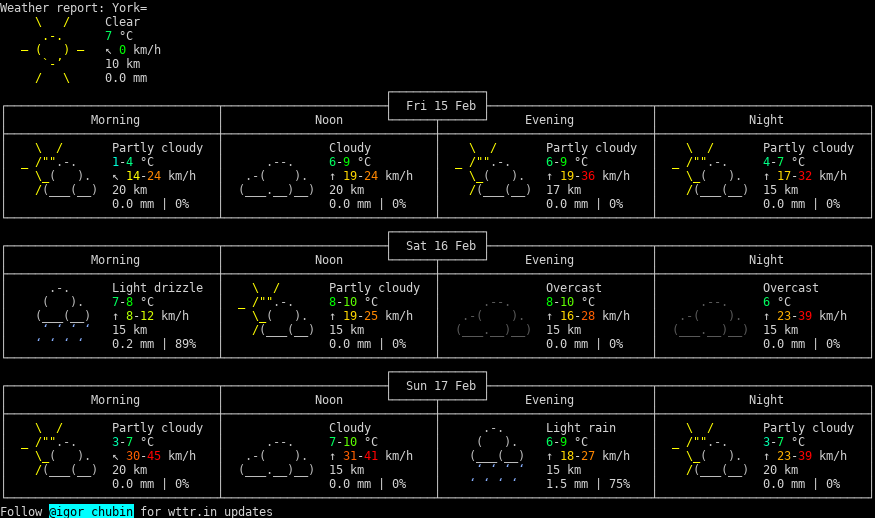 Weather report: York=
Clear
7 °C
↖ 0 km/h
10 km
0.0 mm
Fri 15 Feb
Morning Noon Evening Night
Partly cloudy Cloudy Partly cloudy Partly cloudy
1-4 °C 6-9 °C 6-9 °C 4-7 °C
↖ 14-24 km/h ↑ 19-24 km/h ↑ 19-36 km/h ↑ 17-32 km/h
20 km 20 km 17 km 15 km
0.0 mm | 0% 0.0 mm | 0% 0.0 mm | 0% 0.0 mm | 0%
Sat 16 Feb
Morning Noon Evening Night
Light drizzle Partly cloudy Overcast Overcast
7-8 °C 8-10 °C 8-10 °C 6 °C
↑ 8-12 km/h ↑ 19-25 km/h ↑ 16-28 km/h ↑ 23-39 km/h
15 km 15 km 15 km 15 km
0.2 mm | 89% 0.0 mm | 0% 0.0 mm | 0% 0.0 mm | 0%
Sun 17 Feb
Morning Noon Evening Night
Partly cloudy Cloudy Light rain Partly cloudy
3-7 °C 7-10 °C 6-9 °C 3-7 °C
↖ 30-45 km/h ↑ 31-41 km/h ↑ 18-27 km/h ↑ 23-39 km/h
20 km 15 km 15 km 20 km
0.0 mm | 0% 0.0 mm | 0% 1.5 mm | 75% 0.0 mm | 0%
Follow @igor_chubin for wttr.in updates